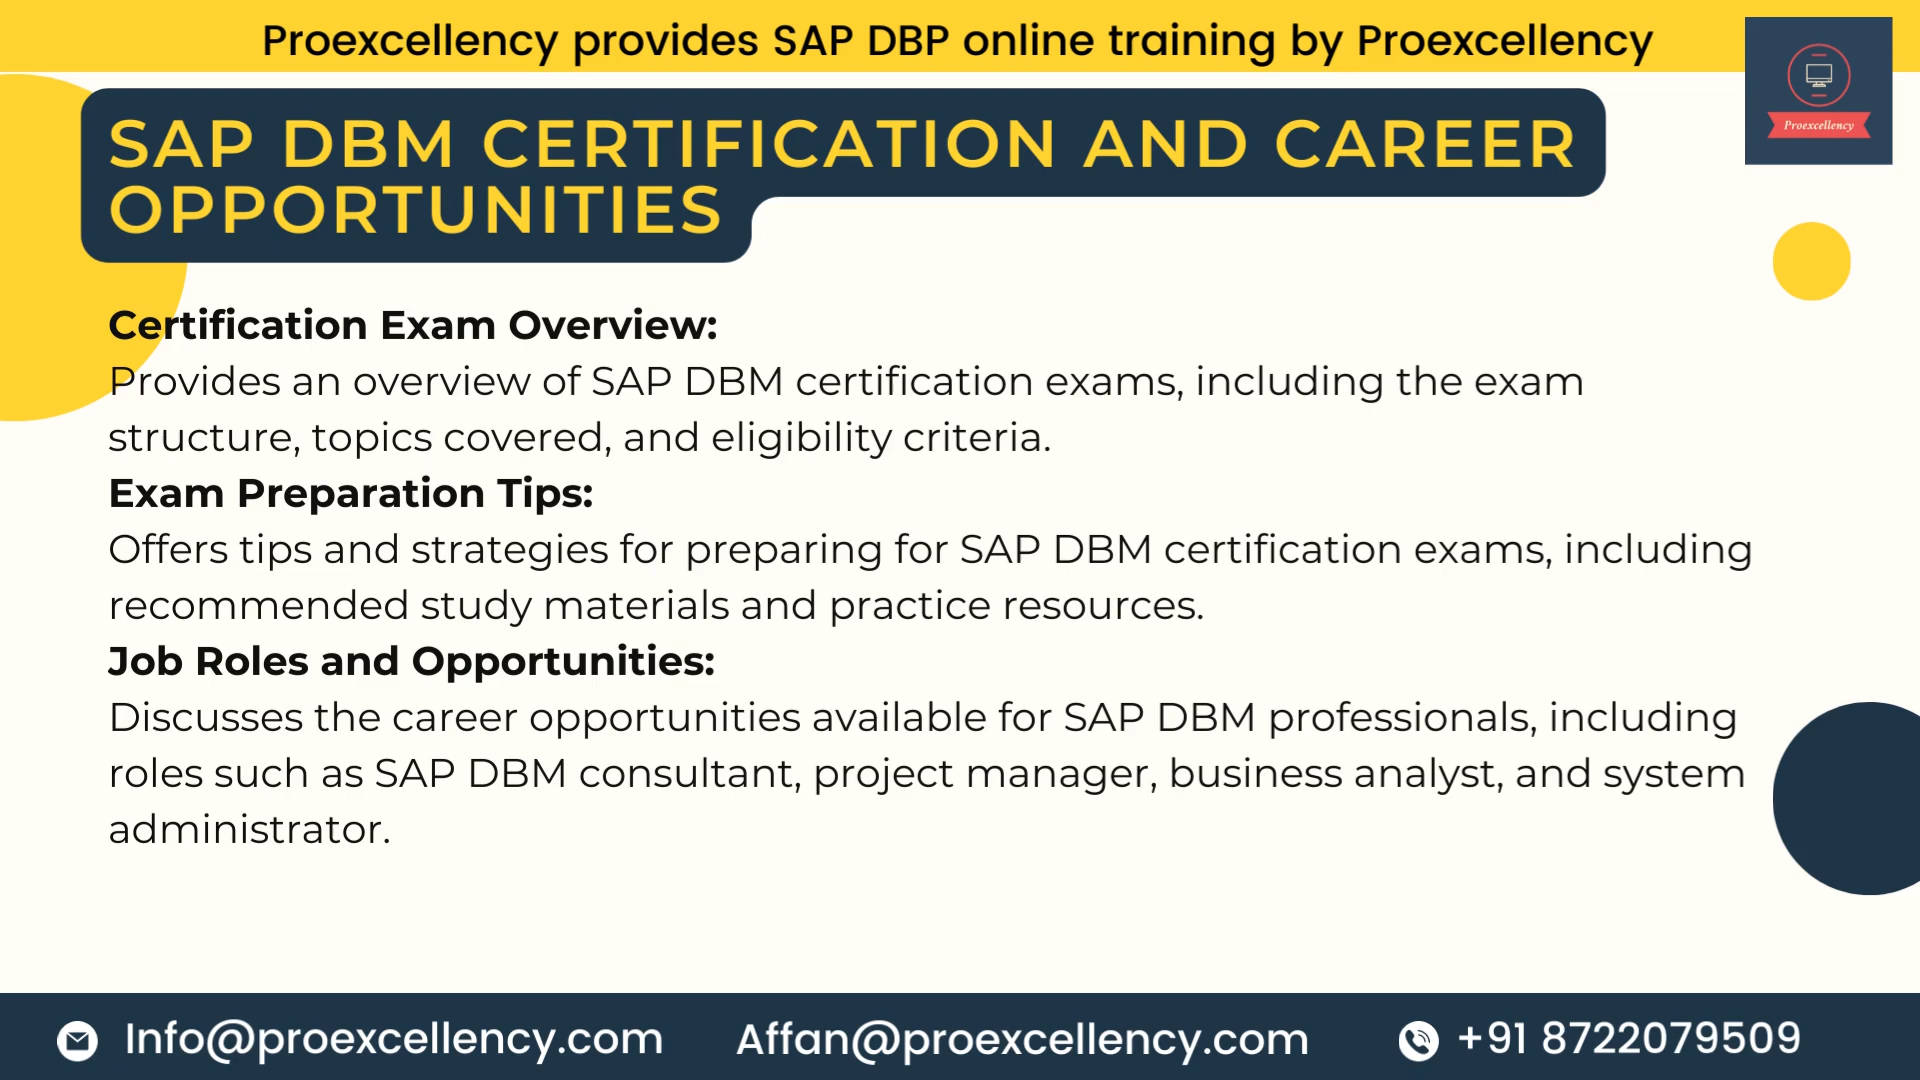 Proexcellency provides SAP DBP online training by Proexcellency
Proexcellency
SAP DBM CERTIFICATION AND CAREER
OPPORTUNITIES
Certification Exam Overview:
Provides an overview of SAP DBM certification exams, including the exam
structure, topics covered, and eligibility criteria.
Exam Preparation Tips:
Offers tips and strategies for preparing for SAP DBM certification exams, including
recommended study materials and practice resources.
Job Roles and Opportunities:
Discusses the career opportunities available for SAP DBM professionals, including
roles such as SAP DBM consultant, project manager, business analyst, and system
administrator.
Info@proexcellency.com Affan@proexcellency.com +91 8722079509